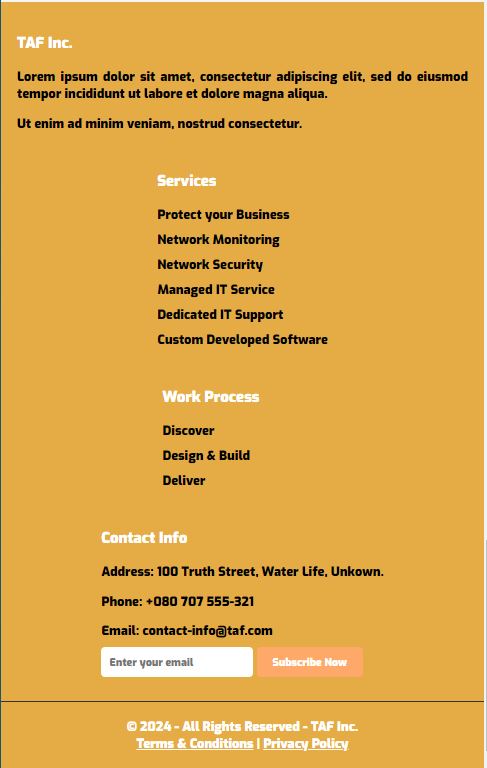 TAF Inc.
Lorem ipsum dolor sit amet, consectetur adipiscing elit, sed do eiusmod
tempor incididunt ut labore et dolore magna aliqua.
Ut enim ad minim veniam, nostrud consectetur.
Services
Protect your Business
Network Monitoring
Network Security
Managed IT Service
Dedicated IT Support
Custom Developed Software
Work Process
Discover
Design & Build
Deliver
Contact Info
Address: 100 Truth Street, Water Life, Unkown.
Phone: +080 707 555-321
Email: contact-info@taf.com
Enter your email Subscribe Now
© 2024 - All Rights Reserved - TAF Inc.
Terms & Conditions | Privacy Policy